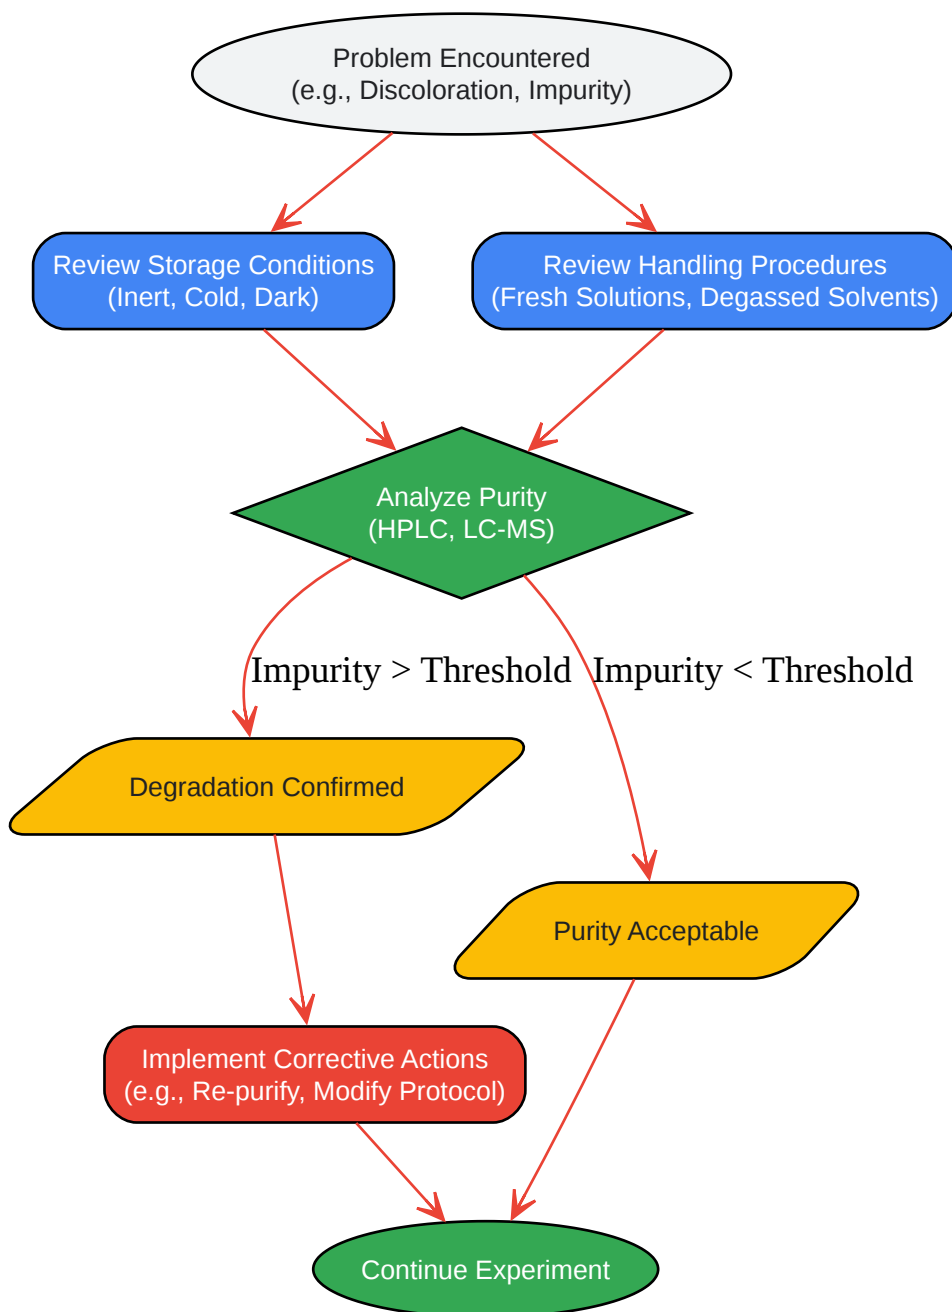 Problem Encountered
(e.g., Discoloration, Impurity)
Review Storage Conditions
(Inert, Cold, Dark)
Review Handling Procedures
(Fresh Solutions, Degassed Solvents)
Analyze Purity
(HPLC, LC-MS)
Impurity > Threshold
Impurity < Threshold
Degradation Confirmed
Purity Acceptable
Implement Corrective Actions
(e.g., Re-purify, Modify Protocol)
Continue Experiment